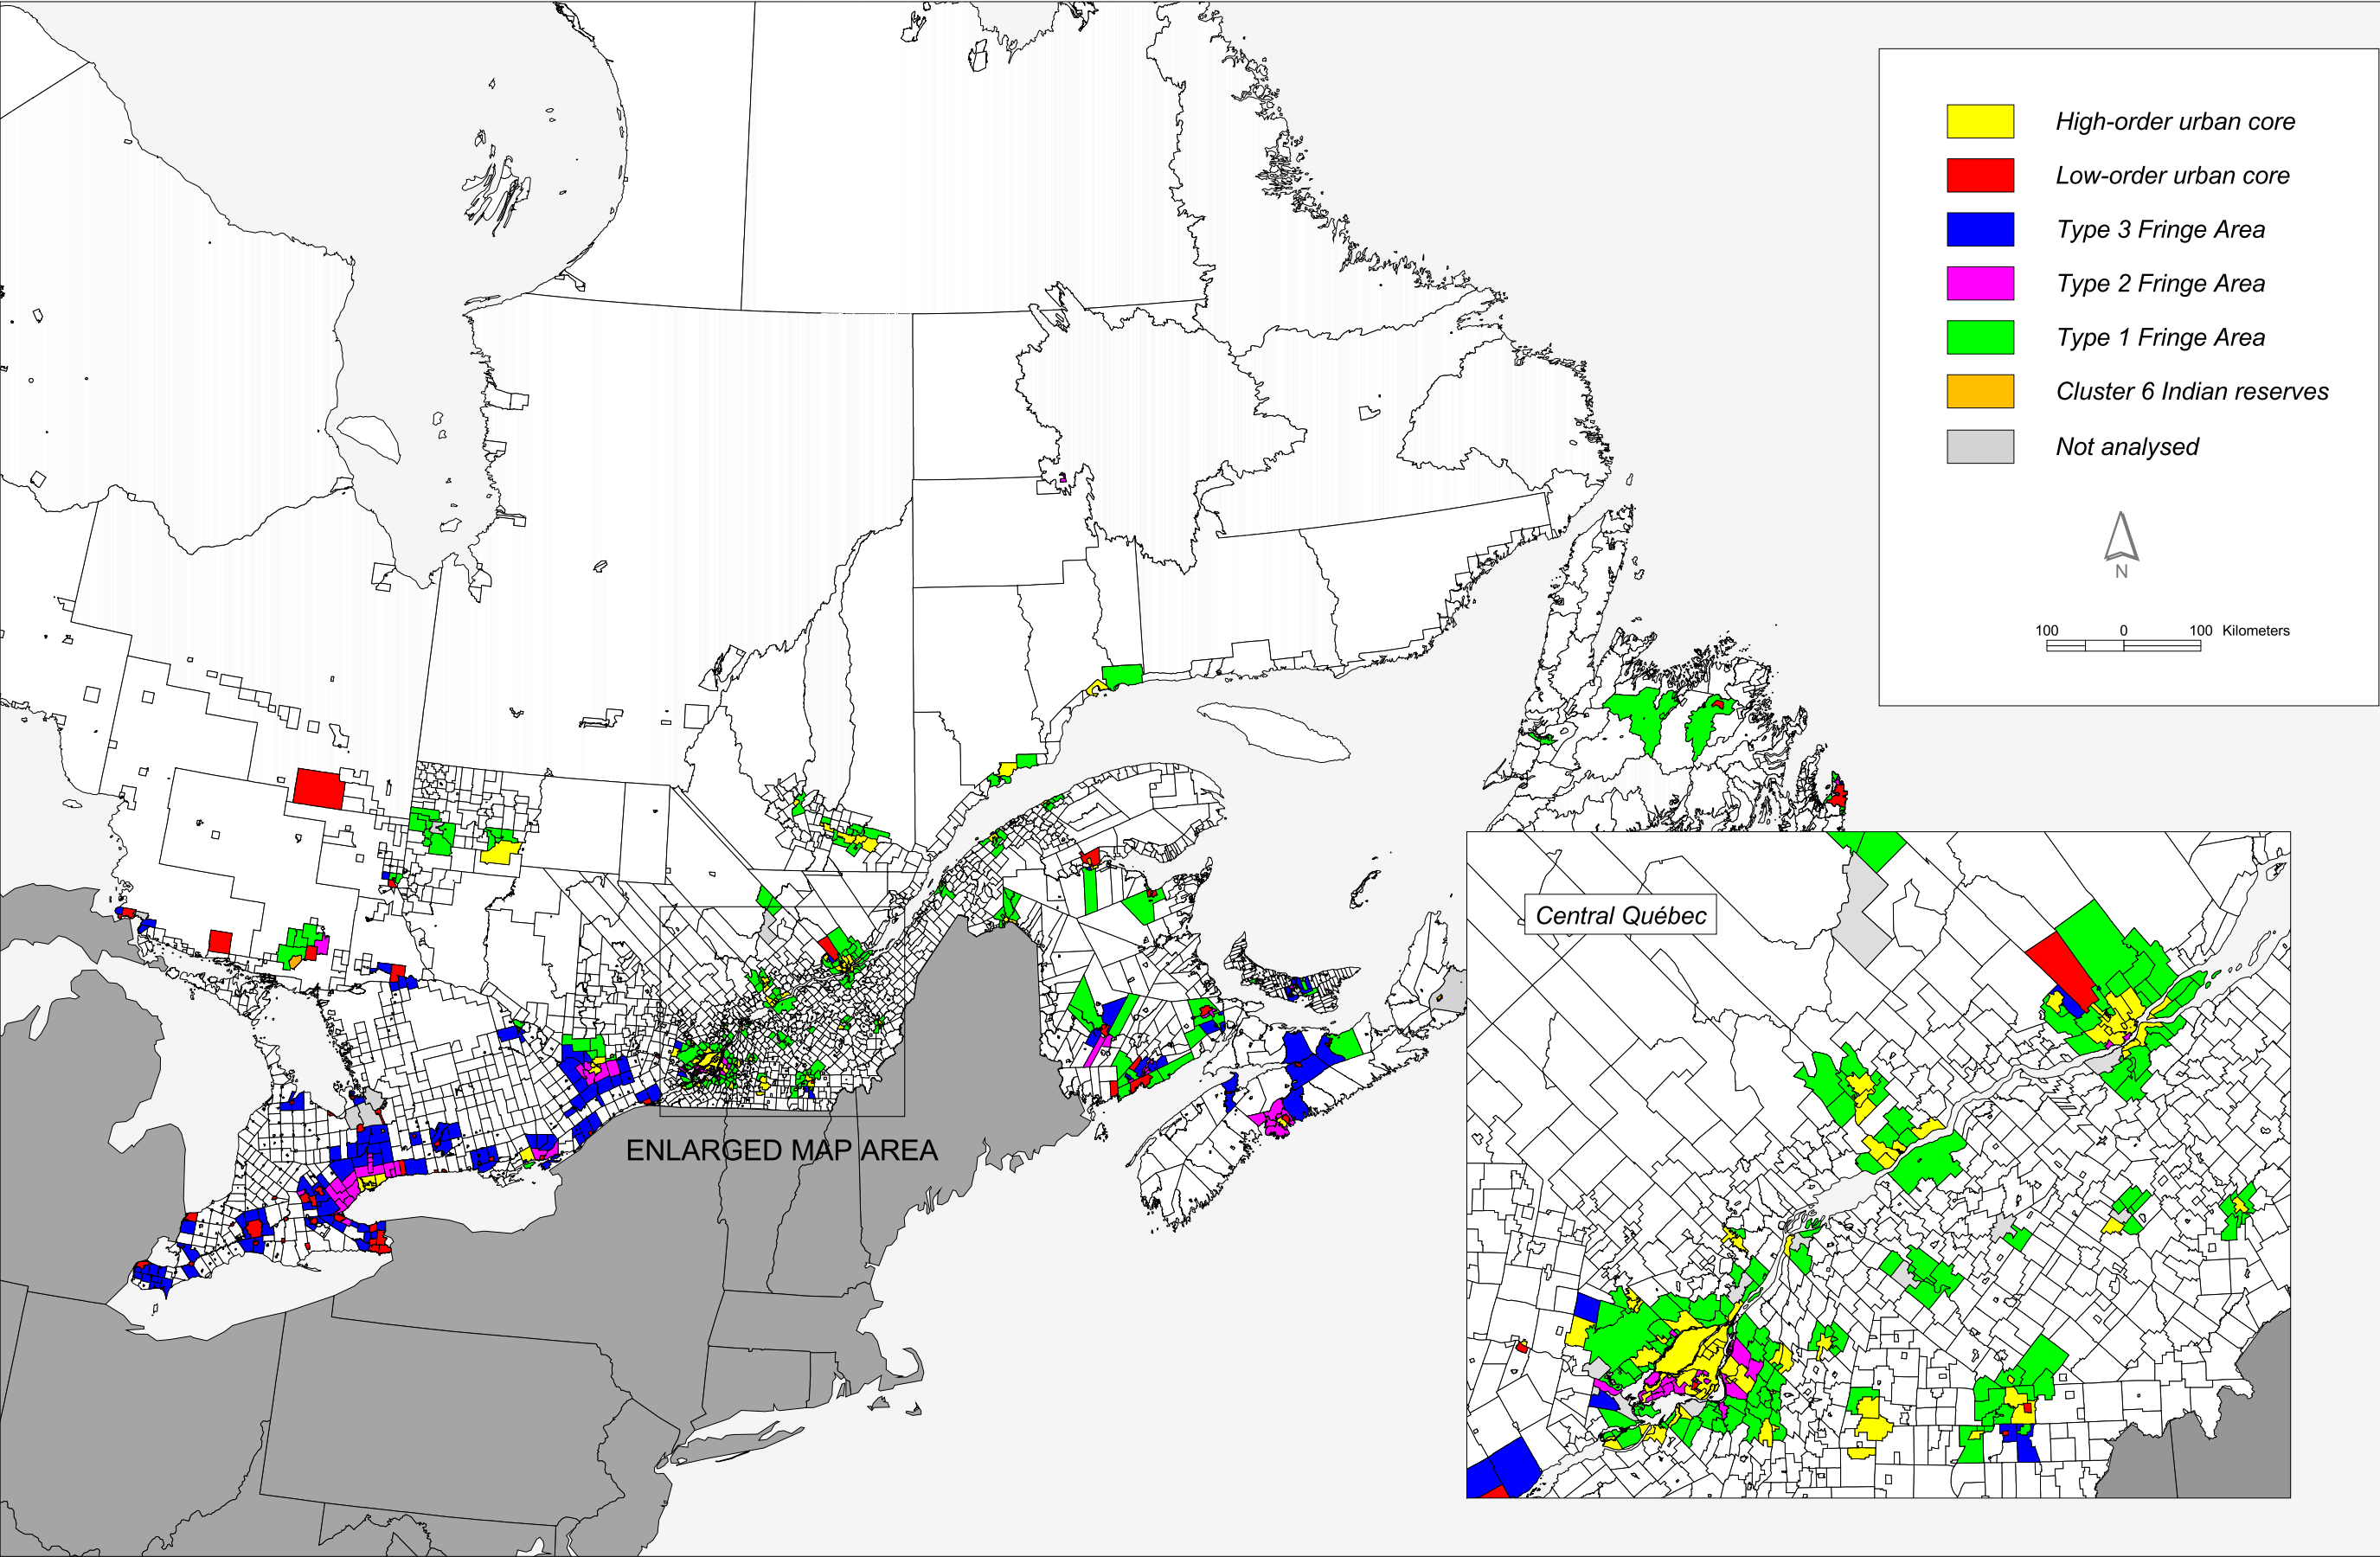 High-order urban core
Low-order urban core
Type 3 Fringe Area
Type 2 Fringe Area
Type 1 Fringe Area
Cluster 6 Indian reserves
Not analysed
N
100 0 100 Kilometers
Central Québec
ENLARGED MAP AREA